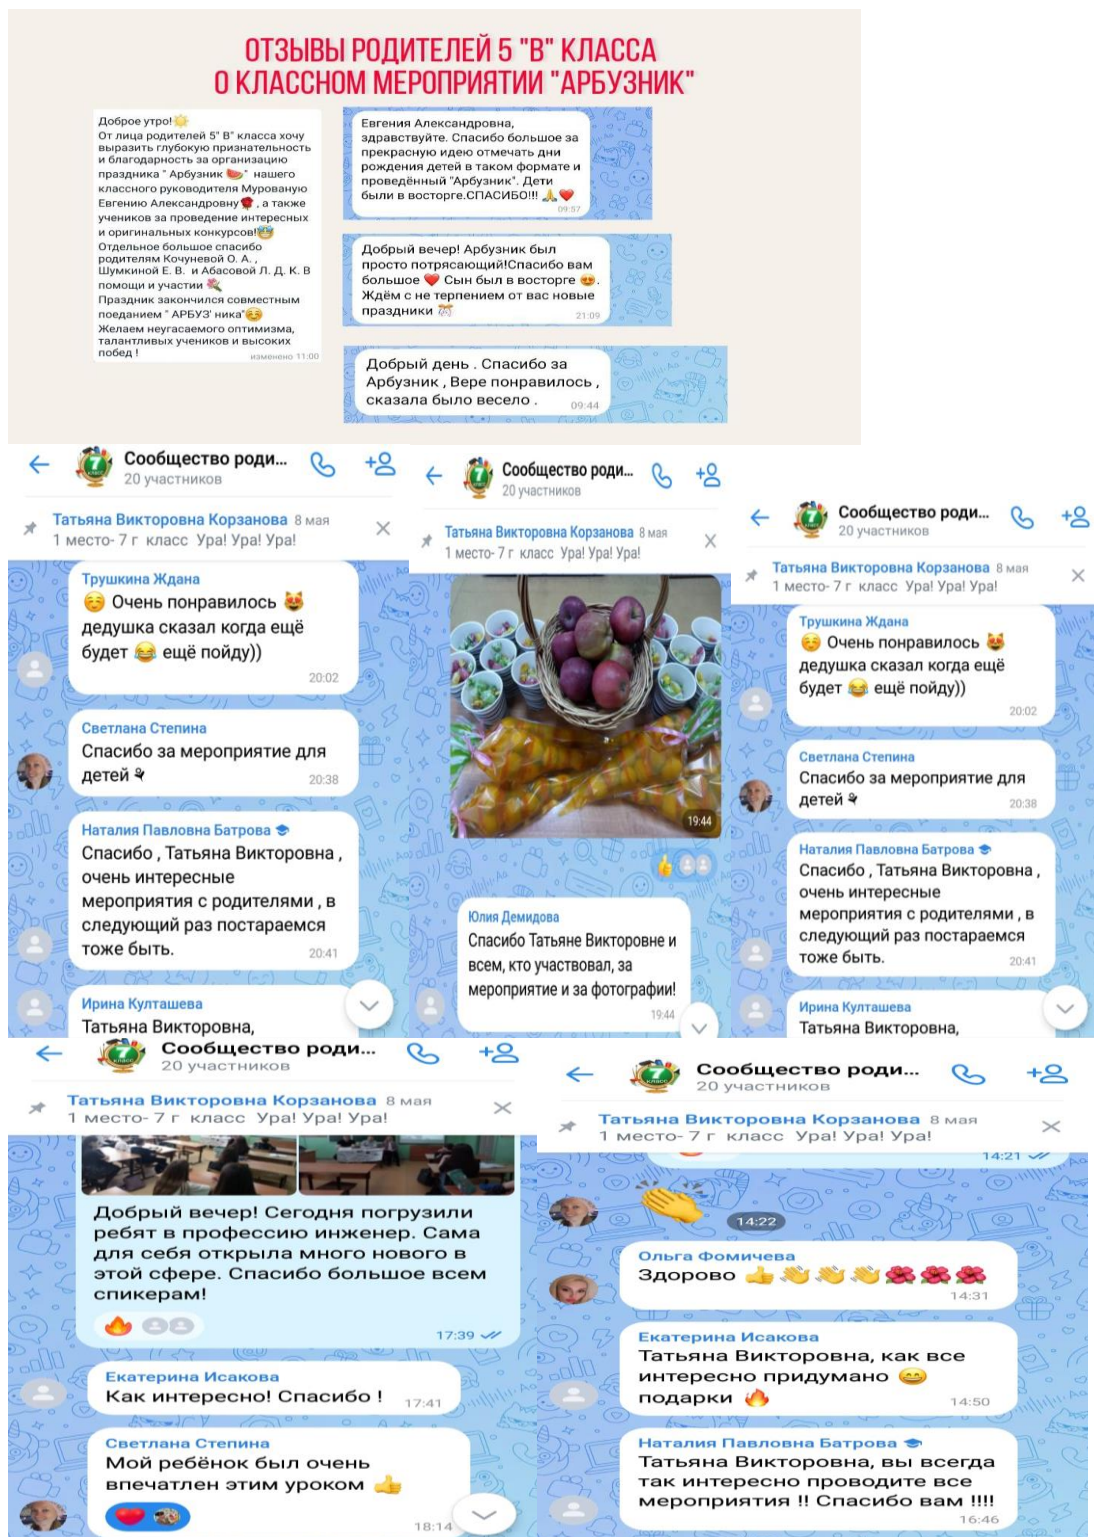 ОТЗЫВЫ РОДИТЕЛЕЙ 5 "В" КЛАССА
О КЛАССНОМ МЕРОПРИЯТИИ "АРБУЗНИК"
Доброе утро!☀️
От лица родителей 5" В" класса хочу
выразить глубокую признательность
и благодарность за организацию
праздника " Арбузник 🍉" нашего
классного руководителя Мурованую
Евгению Александровну🌹, а также
учеников за проведение интересных
и оригинальных конкурсов!🤩
Отдельное большое спасибо
родителям Кочуневой О. А. ,
Шумкиной Е. В. и Абасовой Л. Д. К. В
помощи и участии 💐
Праздник закончился совместным
поеданием " АРБУЗ' ника"☺️
Желаем неугасаемого оптимизма,
талантливых учеников и высоких
побед !
изменено 11:00
Евгения Александровна,
здравствуйте. Спасибо большое за
прекрасную идею отмечать дни
рождения детей в таком формате и
проведённый "Арбузник". Дети
были в восторге.СПАСИБО!!! 🙏❤️
09:57
Добрый вечер! Арбузник был
просто потрясающий!Спасибо вам
большое ❤️ Сын был в восторге 😍.
Ждём с не терпением от вас новые
праздники 🎊
21:09
Добрый день . Спасибо за
Арбузник , Вере понравилось ,
сказала было весело .
09:44
Сообщество роди...
20 участников
Татьяна Викторовна Корзанова 8 мая
1 место- 7 г класс Ура! Ура! Ура!
Трушкина Ждана
☺️ Очень понравилось 😻
дедушка сказал когда ещё
будет 😂 ещё пойду))
20:02
Светлана Степина
Спасибо за мероприятие для
детей ⚘
20:38
Наталия Павловна Батрова 🎓
Спасибо , Татьяна Викторовна ,
очень интересные
мероприятия с родителями , в
следующий раз постараемся
тоже быть.
20:41
Ирина Култашева
Татьяна Викторовна,
7
КЛАСС
Сообщество роди...
20 участников
Татьяна Викторовна Корзанова 8 мая
1 место- 7 г класс Ура! Ура! Ура!
19:44
Юлия Демидова
Спасибо Татьяне Викторовне и
всем, кто участвовал, за
мероприятие и за фотографии!
19:44
Сообщество роди...
20 участников
Татьяна Викторовна Корзанова 8 мая
1 место- 7 г класс Ура! Ура! Ура!
Трушкина Ждана
☺️ Очень понравилось 😻
дедушка сказал когда ещё
будет 😂 ещё пойду))
20:02
Светлана Степина
Спасибо за мероприятие для
детей ⚘
20:38
Наталия Павловна Батрова 🎓
Спасибо , Татьяна Викторовна ,
очень интересные
мероприятия с родителями , в
следующий раз постараемся
тоже быть.
20:41
Ирина Култашева
Татьяна Викторовна,
7
КЛАСС
Сообщество роди...
20 участников
Татьяна Викторовна Корзанова 8 мая
1 место- 7 г класс Ура! Ура! Ура!
Добрый вечер! Сегодня погрузили
ребят в профессию инженер. Сама
для себя открыла много нового в
этой сфере. Спасибо большое всем
спикерам!
17:39
Екатерина Исакова
Как интересно! Спасибо !
17:41
Светлана Степина
Мой ребёнок был очень
впечатлен этим уроком 👍
18:14
7
КЛАСС
Сообщество роди...
20 участников
Татьяна Викторовна Корзанова 8 мая
1 место- 7 г класс Ура! Ура! Ура!
14:21
14:22
Ольга Фомичева
Здорово 👍👏👏👏🌺🌺🌺
14:31
Екатерина Исакова
Татьяна Викторовна, как все
интересно придумано 😄
подарки 🔥
14:50
Наталия Павловна Батрова 🎓
Татьяна Викторовна, вы всегда
так интересно проводите все
мероприятия !! Спасибо вам !!!!
16:46